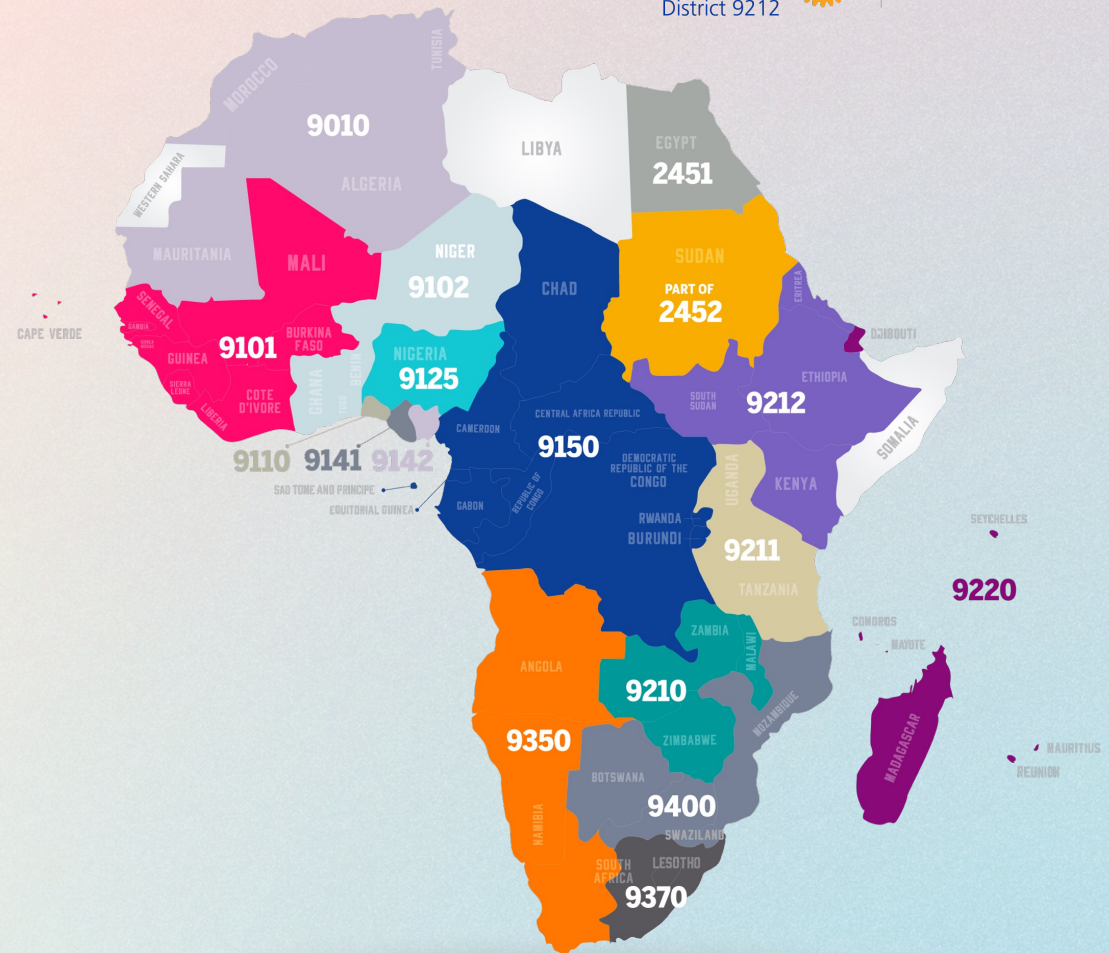 District 9212
TUNISIA
MOROCCO
9010
ALGERIA
LIBYA
EGYPT
2451
WESTERN SAHARA
MAURITANIA
MALI
NIGER
9102
CHAD
SUDAN
PART OF
2452
ERITREA
DJIBOUTI
CAPE VERDE
SENEGAL
GAMBIA
GUINEA
9101
BURKINA
FASO
SIERRA
LEONE
LIBERIA
COTE
D'IVORE
GHANA
TOGO
BENIN
NIGERIA
9125
ETHIOPIA
SOUTH
SUDAN
9212
SOMALIA
CAMEROON
CENTRAL AFRICA REPUBLIC
9150
DEMOCRATIC
REPUBLIC OF THE
CONGO
UGANDA
KENYA
9110
9141
9142
SAO TOME AND PRINCIPE
EQUITORIAL GUINEA
GABON
REPUBLIC OF
CONGO
RWANDA
BURUNDI
9211
TANZANIA
SEYCHELLES
9220
COMOROS
MAYOTE
ZAMBIA
MALAWI
ANGOLA
9210
MOZAMBIQUE
9350
ZIMBABWE
MADAGASCAR
MAURITIUS
REUNION
BOTSWANA
9400
NAMIBIA
SWAZILAND
SOUTH
AFRICA
LESOTHO
9370